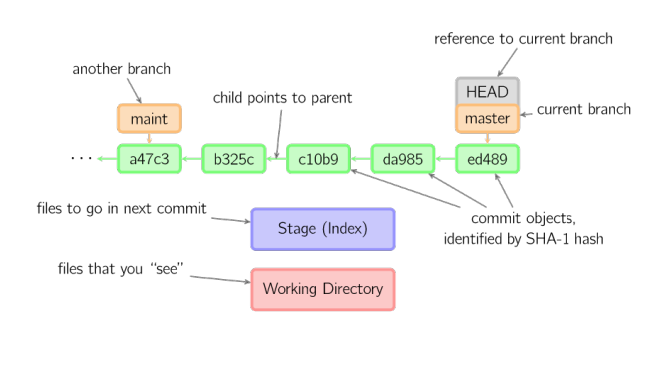 reference to current branch
another branch
HEAD
child points to parent
maint
master
current branch
...
a47c3
b325c
c10b9
da985
ed489
files to go in next commit
Stage (Index)
commit objects,
identified by SHA-1 hash
files that you “see”
Working Directory